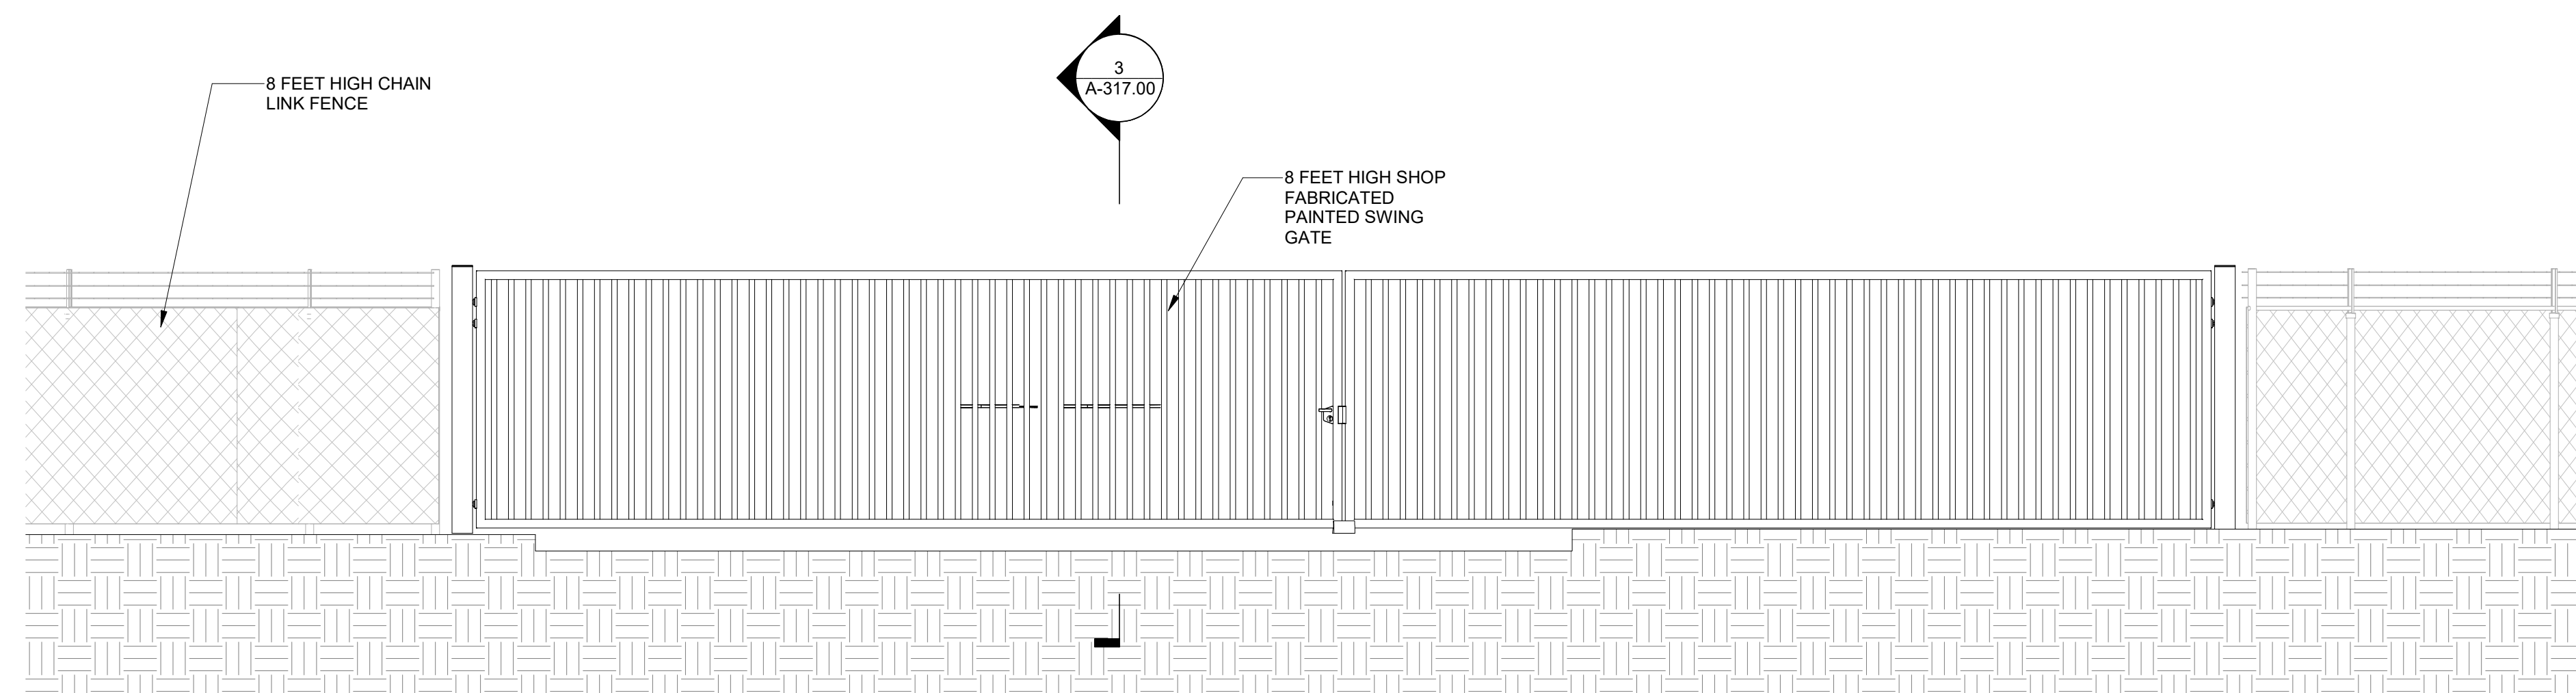 3
A-317.00
8 FEET HIGH CHAIN
LINK FENCE
8 FEET HIGH SHOP
FABRICATED
PAINTED SWING
GATE